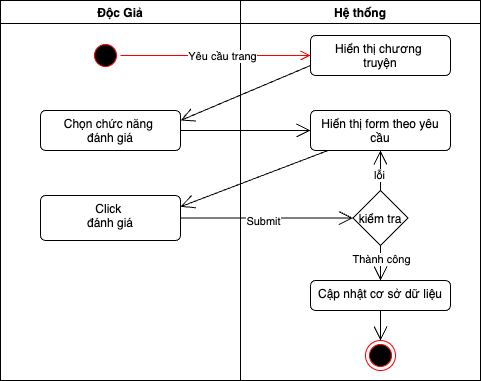 Độc Giả
Hệ thống
Yêu cầu trang
Hiển thị chương
truyện
Chọn chức năng
đánh giá
Hiển thị form theo yêu
cầu
lỗi
Click
đánh giá
Submit
kiểm tra
Thành công
Cập nhật cơ sở dữ liệu